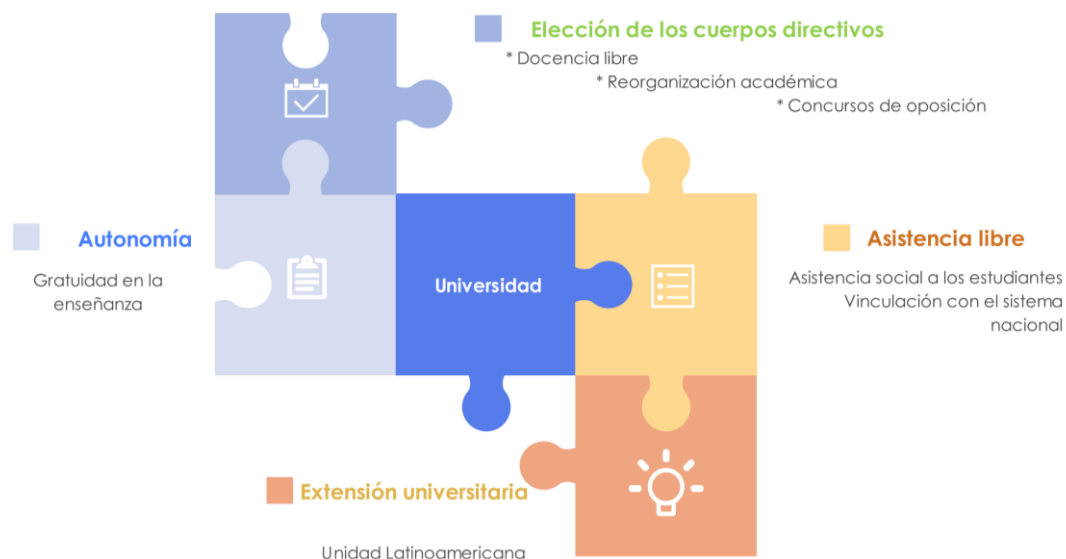 Elección de los cuerpos directivos
* Docencia libre
* Reorganización académica
* Concursos de oposición
Autonomía
Gratuidad en la
enseñanza
Universidad
Asistencia libre
Asistencia social a los estudiantes
Vinculación con el sistema
nacional
Extensión universitaria
Unidad Latinoamericana